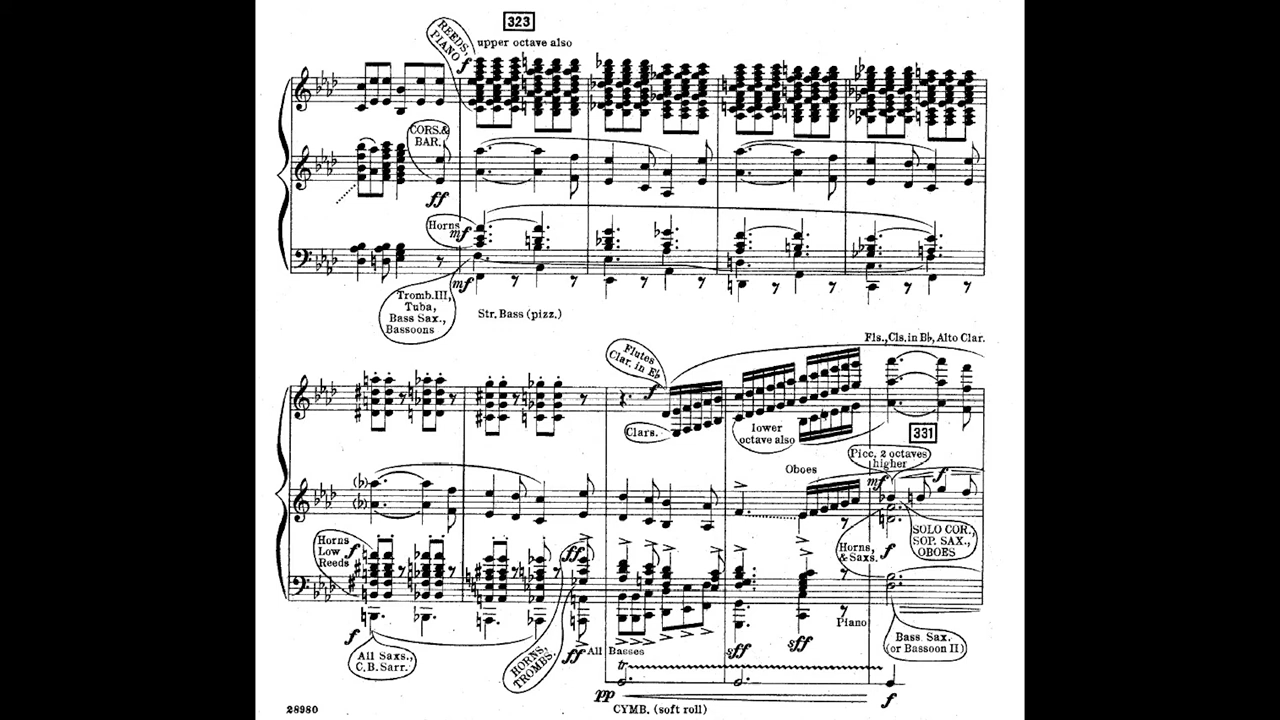 323
REEDS,
PIANO
f
upper octave also
CORS.&
BAR.
ff
Horns
mf
mf
Tromb.III,
Tuba,
Bass Sax.,
Bassoons
Str. Bass (pizz.)
Flutes
Clar. in E♭
f
Fls., Cls. in B♭, Alto Clar.
Clars.
lower
octave also
331
Picc. 2 octaves
higher
mf
f
Oboes
(♭)
(♭)
SOLO COR.,
SOP. SAX.,
OBOES
Horns,
& Saxs.
f
Horns
Low
Reeds
f
ff
Piano
Bass Sax.
(or Bassoon II)
f
All Saxs.,
C.B. Sarr.
HORNS,
TROMBS.
ff
All Basses
sff
sff
tr
pp
f
28980
CYMB. (soft roll)